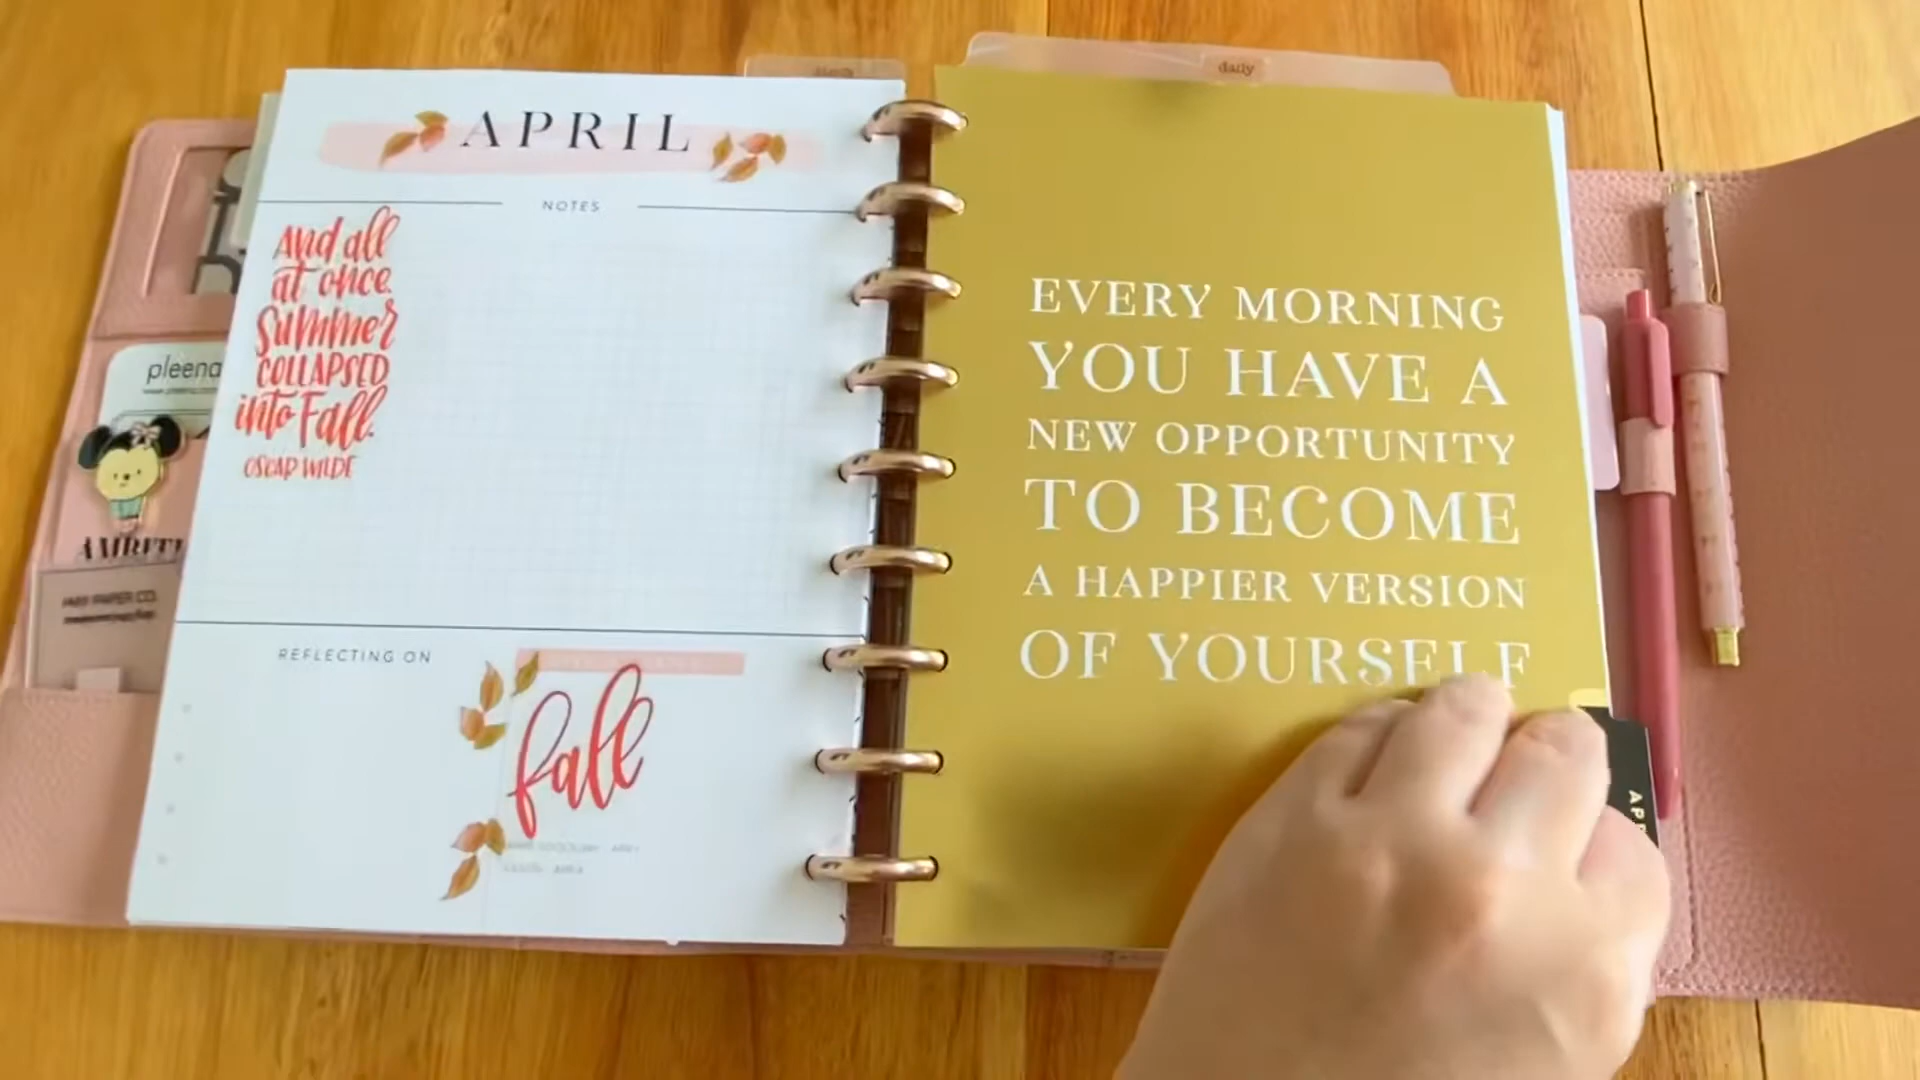 daily
APRIL
NOTES
And all
at once
Summer
COLLAPSED
into Fall.
OSCAR WILDE
REFLECTING ON
fall
pleena
EVERY MORNING
YOU HAVE A
NEW OPPORTUNITY
TO BECOME
A HAPPIER VERSION
OF YOURSELF